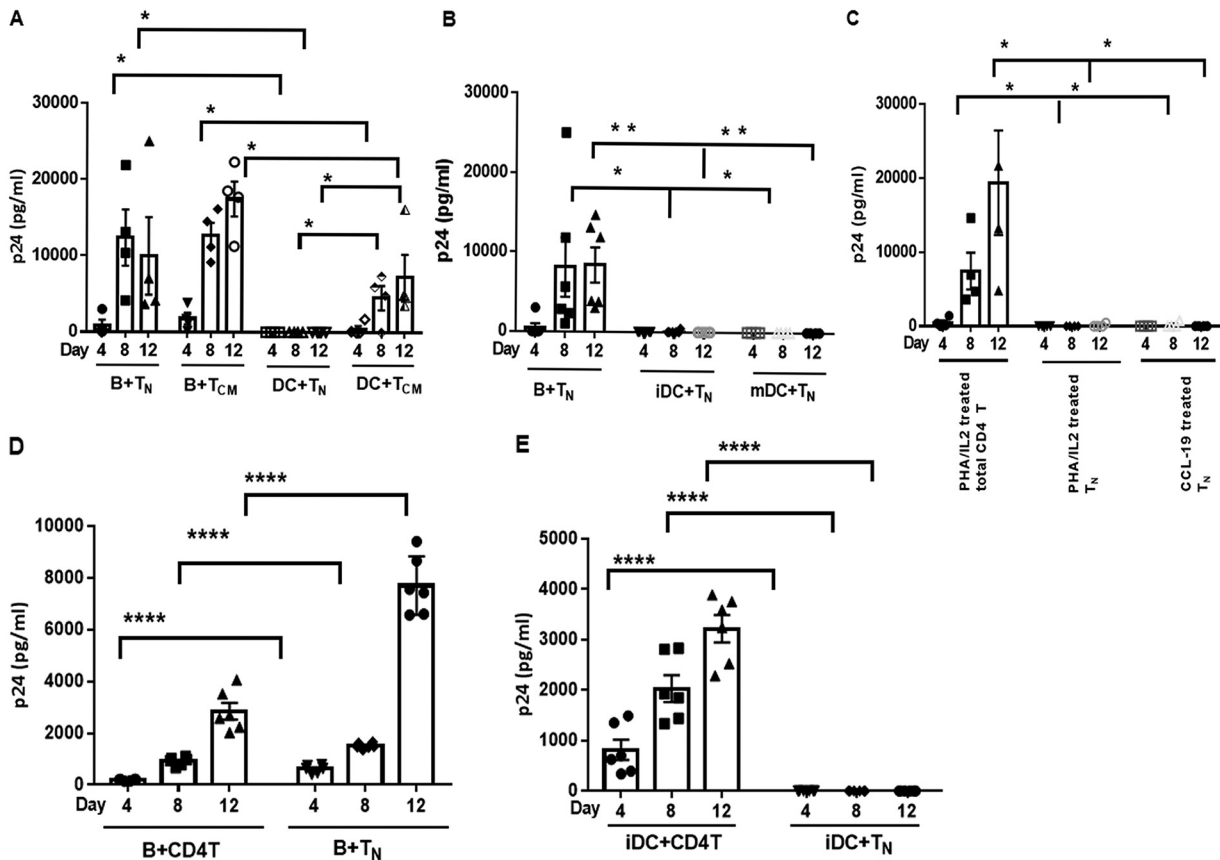 A
*
*
*
*
*
*
p24 (pg/ml)
30000
20000
10000
0
Day 4 8 12 4 8 12 4 8 12 4 8 12
B+TN B+TCM DC+TN DC+TCM
B
** **
* *
p24 (pg/ml)
30000
20000
10000
0
Day 4 8 12 4 8 12 4 8 12
B+TN iDC+TN mDC+TN
C
* *
* *
p24 (pg/ml)
30000
20000
10000
0
Day 4 8 12 4 8 12 4 8 12
PHA/IL2 treated
total CD4 T
PHA/IL2 treated
TN
CCL-19 treated
TN
D
****
****
****
p24 (pg/ml)
10000
8000
6000
4000
2000
0
Day 4 8 12 4 8 12
B+CD4T B+TN
E
****
****
****
p24 (pg/ml)
5000
4000
3000
2000
1000
0
Day 4 8 12 4 8 12
iDC+CD4T iDC+TN